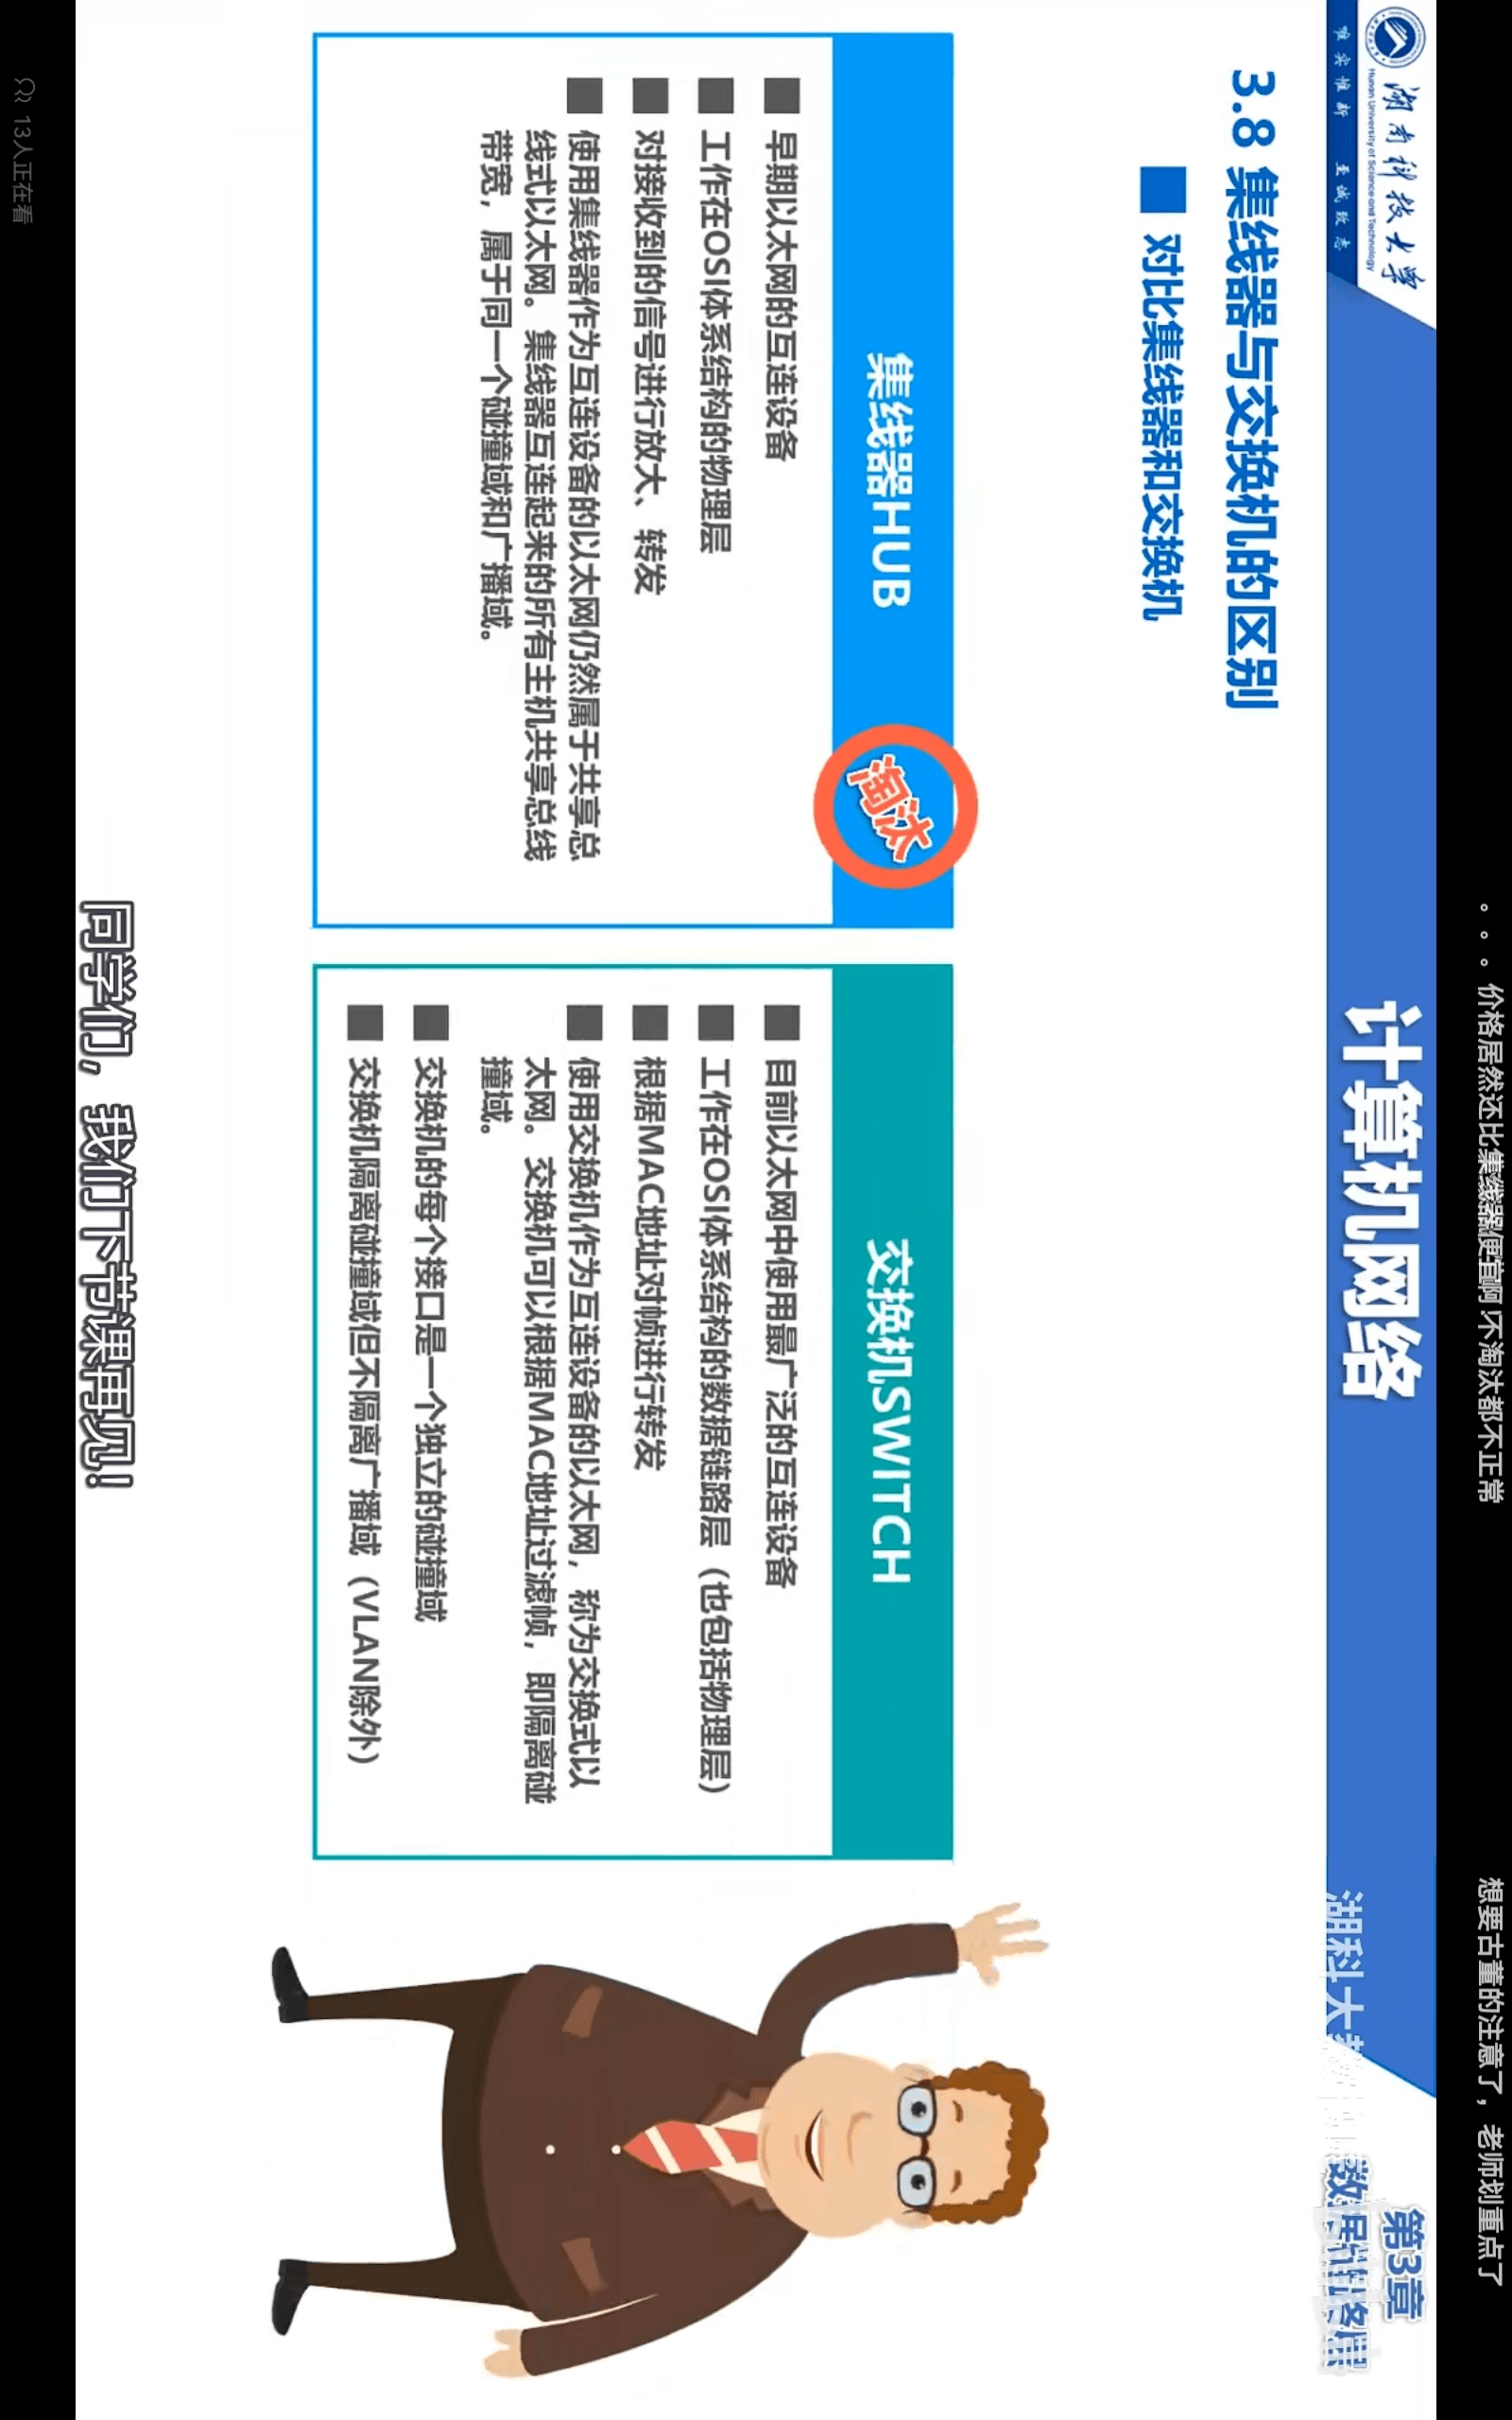 。。。价格居然还比集线器便宜啊!不淘汰都不正常
想要古董的注意了，老师划重点了
湖南科技大学
Hunan University of Science and Technology
唯实惟新 至诚致志
计算机网络
第3章
湖科大
数据链路层
3.8 集线器与交换机的区别
对比集线器和交换机
集线器HUB
淘汰
早期以太网的互连设备
工作在OSI体系结构的物理层
对接收到的信号进行放大、转发
使用集线器作为互连设备的以太网仍然属于共享总
线式以太网。集线器互连起来的所有主机共享总线
带宽，属于同一个碰撞域和广播域。
交换机SWITCH
目前以太网中使用最广泛的互连设备
工作在OSI体系结构的数据链路层（也包括物理层）
根据MAC地址对帧进行转发
使用交换机作为互连设备的以太网，称为交换式以
太网。交换机可以根据MAC地址过滤帧，即隔离碰
撞域。
交换机的每个接口是一个独立的碰撞域
交换机隔离碰撞域但不隔离广播域（VLAN除外）
同学们，我们下节课再见!
13人正在看